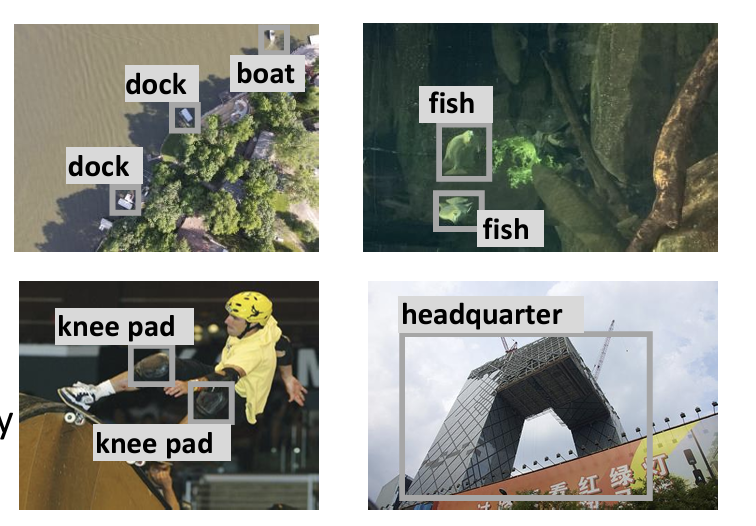 boat
dock
dock
fish
fish
knee pad
knee pad
headquarter
y
看红绿灯